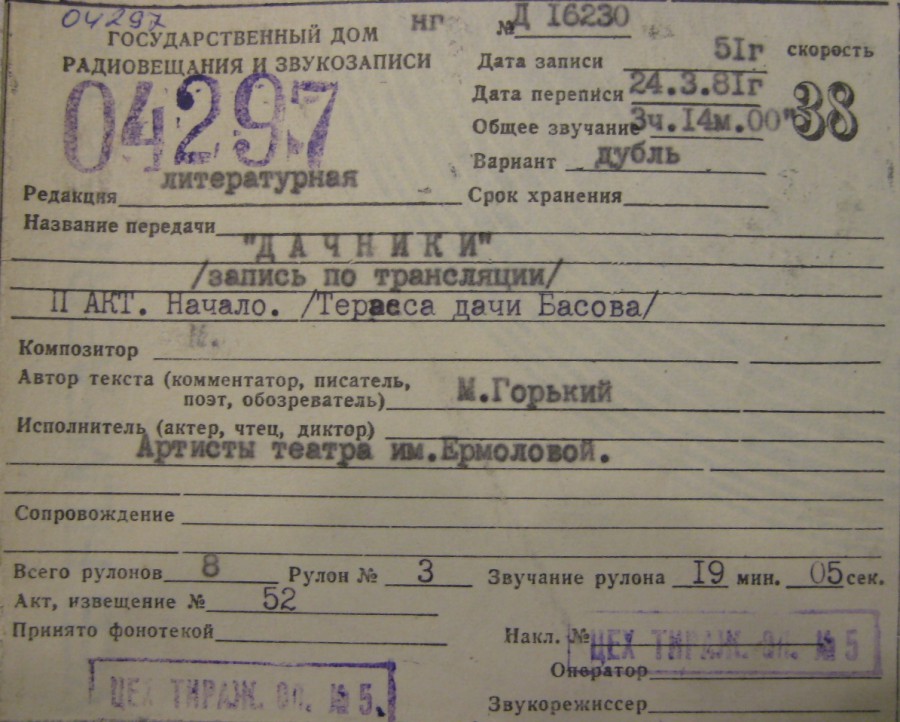 04297
ГОСУДАРСТВЕННЫЙ ДОМ
РАДИОВЕЩАНИЯ И ЗВУКОЗАПИСИ
04297
нг № Д 16230
Дата записи 51г скорость
Дата переписи 24.3.81г 38
Общее звучание 3ч.14м.00"
Вариант дубль
Редакция литературная Срок хранения
Название передачи
"ДАЧНИКИ"
/запись по трансляции/
II АКТ. Начало. /Терасса дачи Басова/
Композитор
Автор текста (комментатор, писатель,
поэт, обозреватель) М.Горький
Исполнитель (актер, чтец, диктор)
Артисты театра им.Ермоловой.
Сопровождение
Всего рулонов 8 Рулон № 3 Звучание рулона 19 мин. 05 сек.
Акт, извещение № 52
Принято фонотекой Накл. №
ЦЕХ ТИРАЖ. ОП. № 5
Оператор
ЦЕХ ТИРАЖ. ОП. № 5.
Звукорежиссер